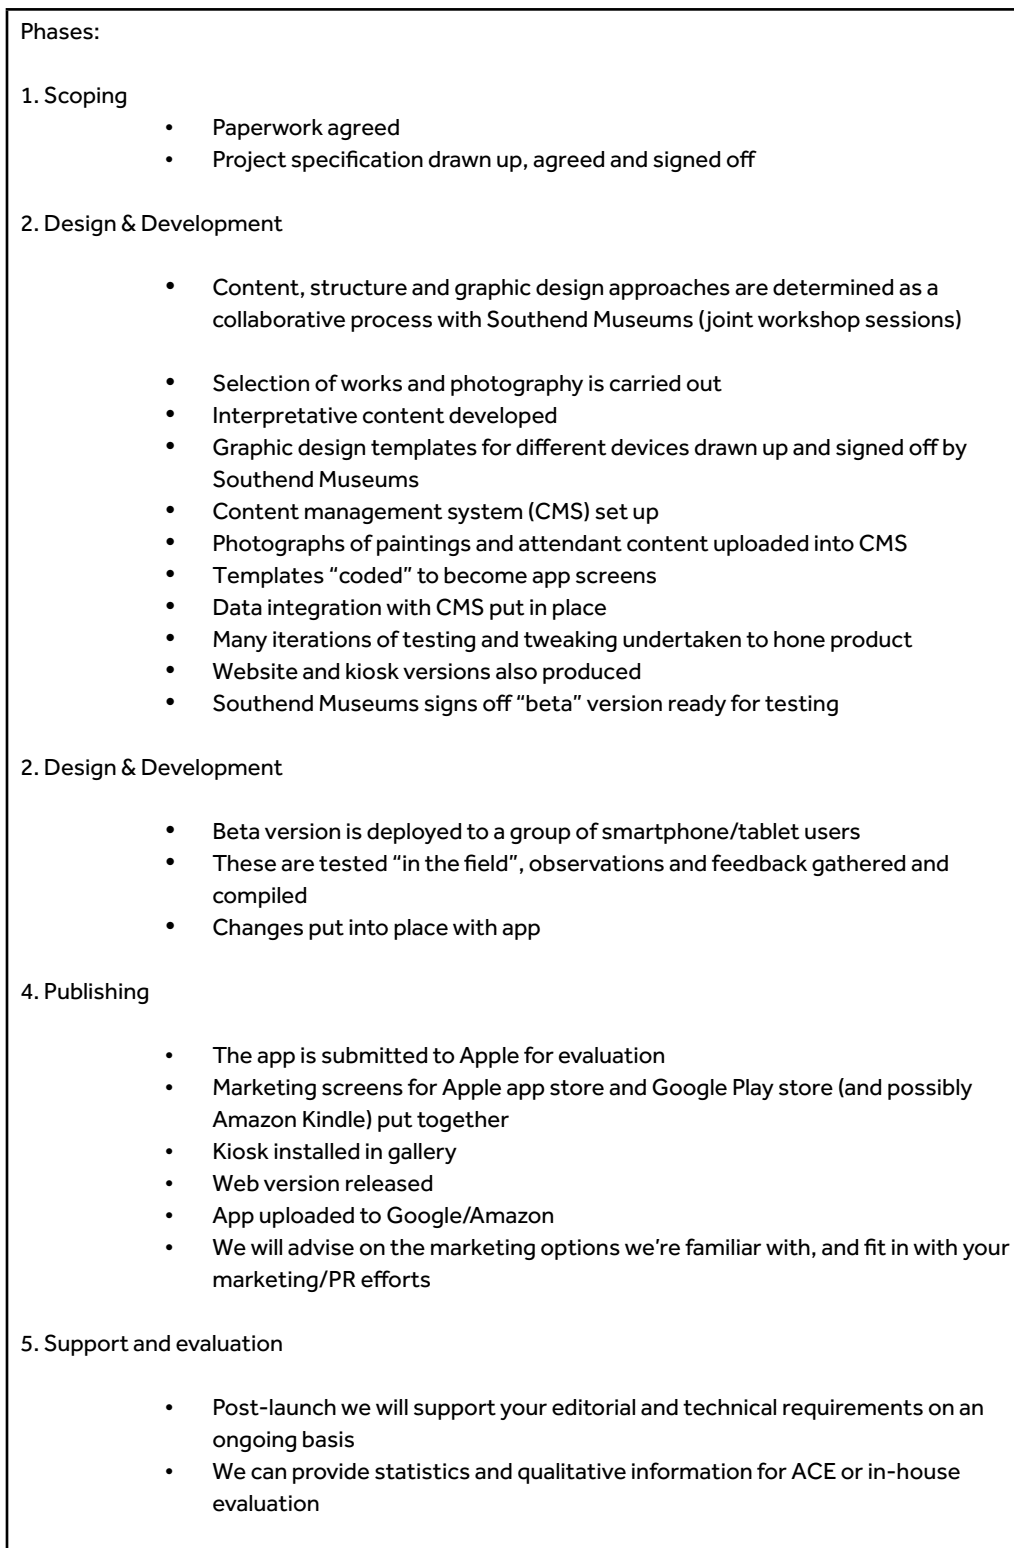 Phases:
1. Scoping
• Paperwork agreed
• Project specification drawn up, agreed and signed off
2. Design & Development
• Content, structure and graphic design approaches are determined as a
collaborative process with Southend Museums (joint workshop sessions)
• Selection of works and photography is carried out
• Interpretative content developed
• Graphic design templates for different devices drawn up and signed off by
Southend Museums
• Content management system (CMS) set up
• Photographs of paintings and attendant content uploaded into CMS
• Templates “coded” to become app screens
• Data integration with CMS put in place
• Many iterations of testing and tweaking undertaken to hone product
• Website and kiosk versions also produced
• Southend Museums signs off “beta” version ready for testing
2. Design & Development
• Beta version is deployed to a group of smartphone/tablet users
• These are tested “in the field”, observations and feedback gathered and
compiled
• Changes put into place with app
4. Publishing
• The app is submitted to Apple for evaluation
• Marketing screens for Apple app store and Google Play store (and possibly
Amazon Kindle) put together
• Kiosk installed in gallery
• Web version released
• App uploaded to Google/Amazon
• We will advise on the marketing options we’re familiar with, and fit in with your
marketing/PR efforts
5. Support and evaluation
• Post-launch we will support your editorial and technical requirements on an
ongoing basis
• We can provide statistics and qualitative information for ACE or in-house
evaluation